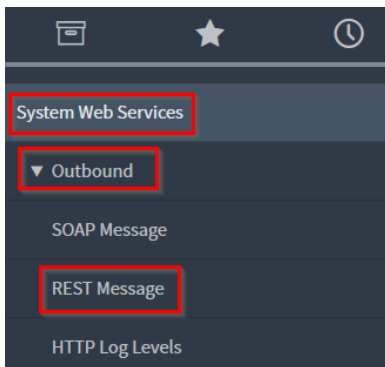 System Web Services
Outbound
SOAP Message
REST Message
HTTP Log Levels